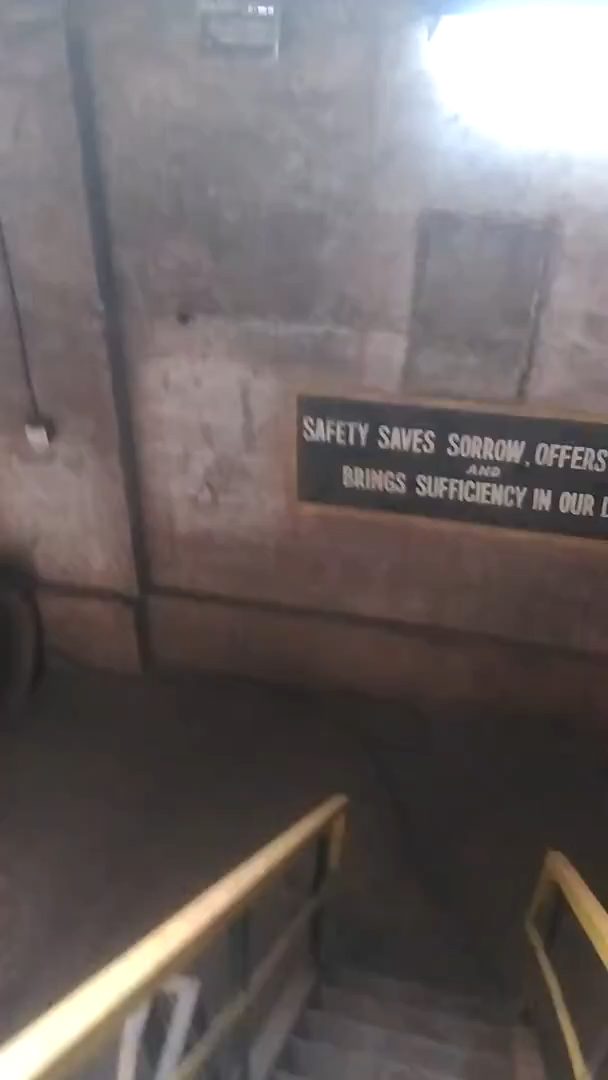 SAFETY SAVES SORROW, OFFERS
AND
BRINGS SUFFICIENCY IN OUR